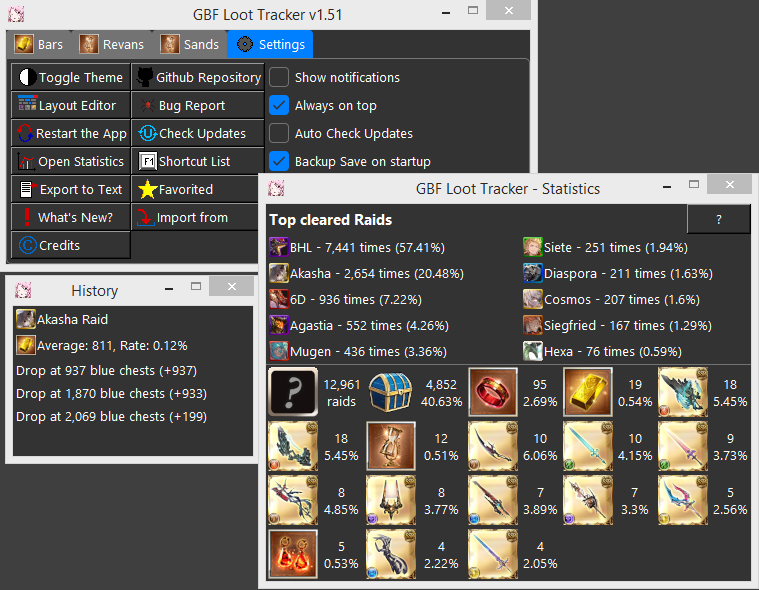 GBF Loot Tracker v1.51
Bars
Revans
Sands
Settings
Toggle Theme
Github Repository
Show notifications
Layout Editor
Bug Report
Always on top
Restart the App
Check Updates
Auto Check Updates
Open Statistics
F1 Shortcut List
Backup Save on startup
Export to Text
Favorited
What's New?
Import from
Credits
History
Akasha Raid
Average: 811, Rate: 0.12%
Drop at 937 blue chests (+937)
Drop at 1,870 blue chests (+933)
Drop at 2,069 blue chests (+199)
GBF Loot Tracker - Statistics
Top cleared Raids
?
BHL - 7,441 times (57.41%)
Siete - 251 times (1.94%)
Akasha - 2,654 times (20.48%)
Diaspora - 211 times (1.63%)
6D - 936 times (7.22%)
Cosmos - 207 times (1.6%)
Agastia - 552 times (4.26%)
Siegfried - 167 times (1.29%)
Mugen - 436 times (3.36%)
Hexa - 76 times (0.59%)
?
12,961
raids
4,852
40.63%
95
2.69%
19
0.54%
18
5.45%
18
5.45%
12
0.51%
10
6.06%
10
4.15%
9
3.73%
8
4.85%
8
3.77%
7
3.89%
7
3.3%
5
2.56%
5
0.53%
4
2.22%
4
2.05%